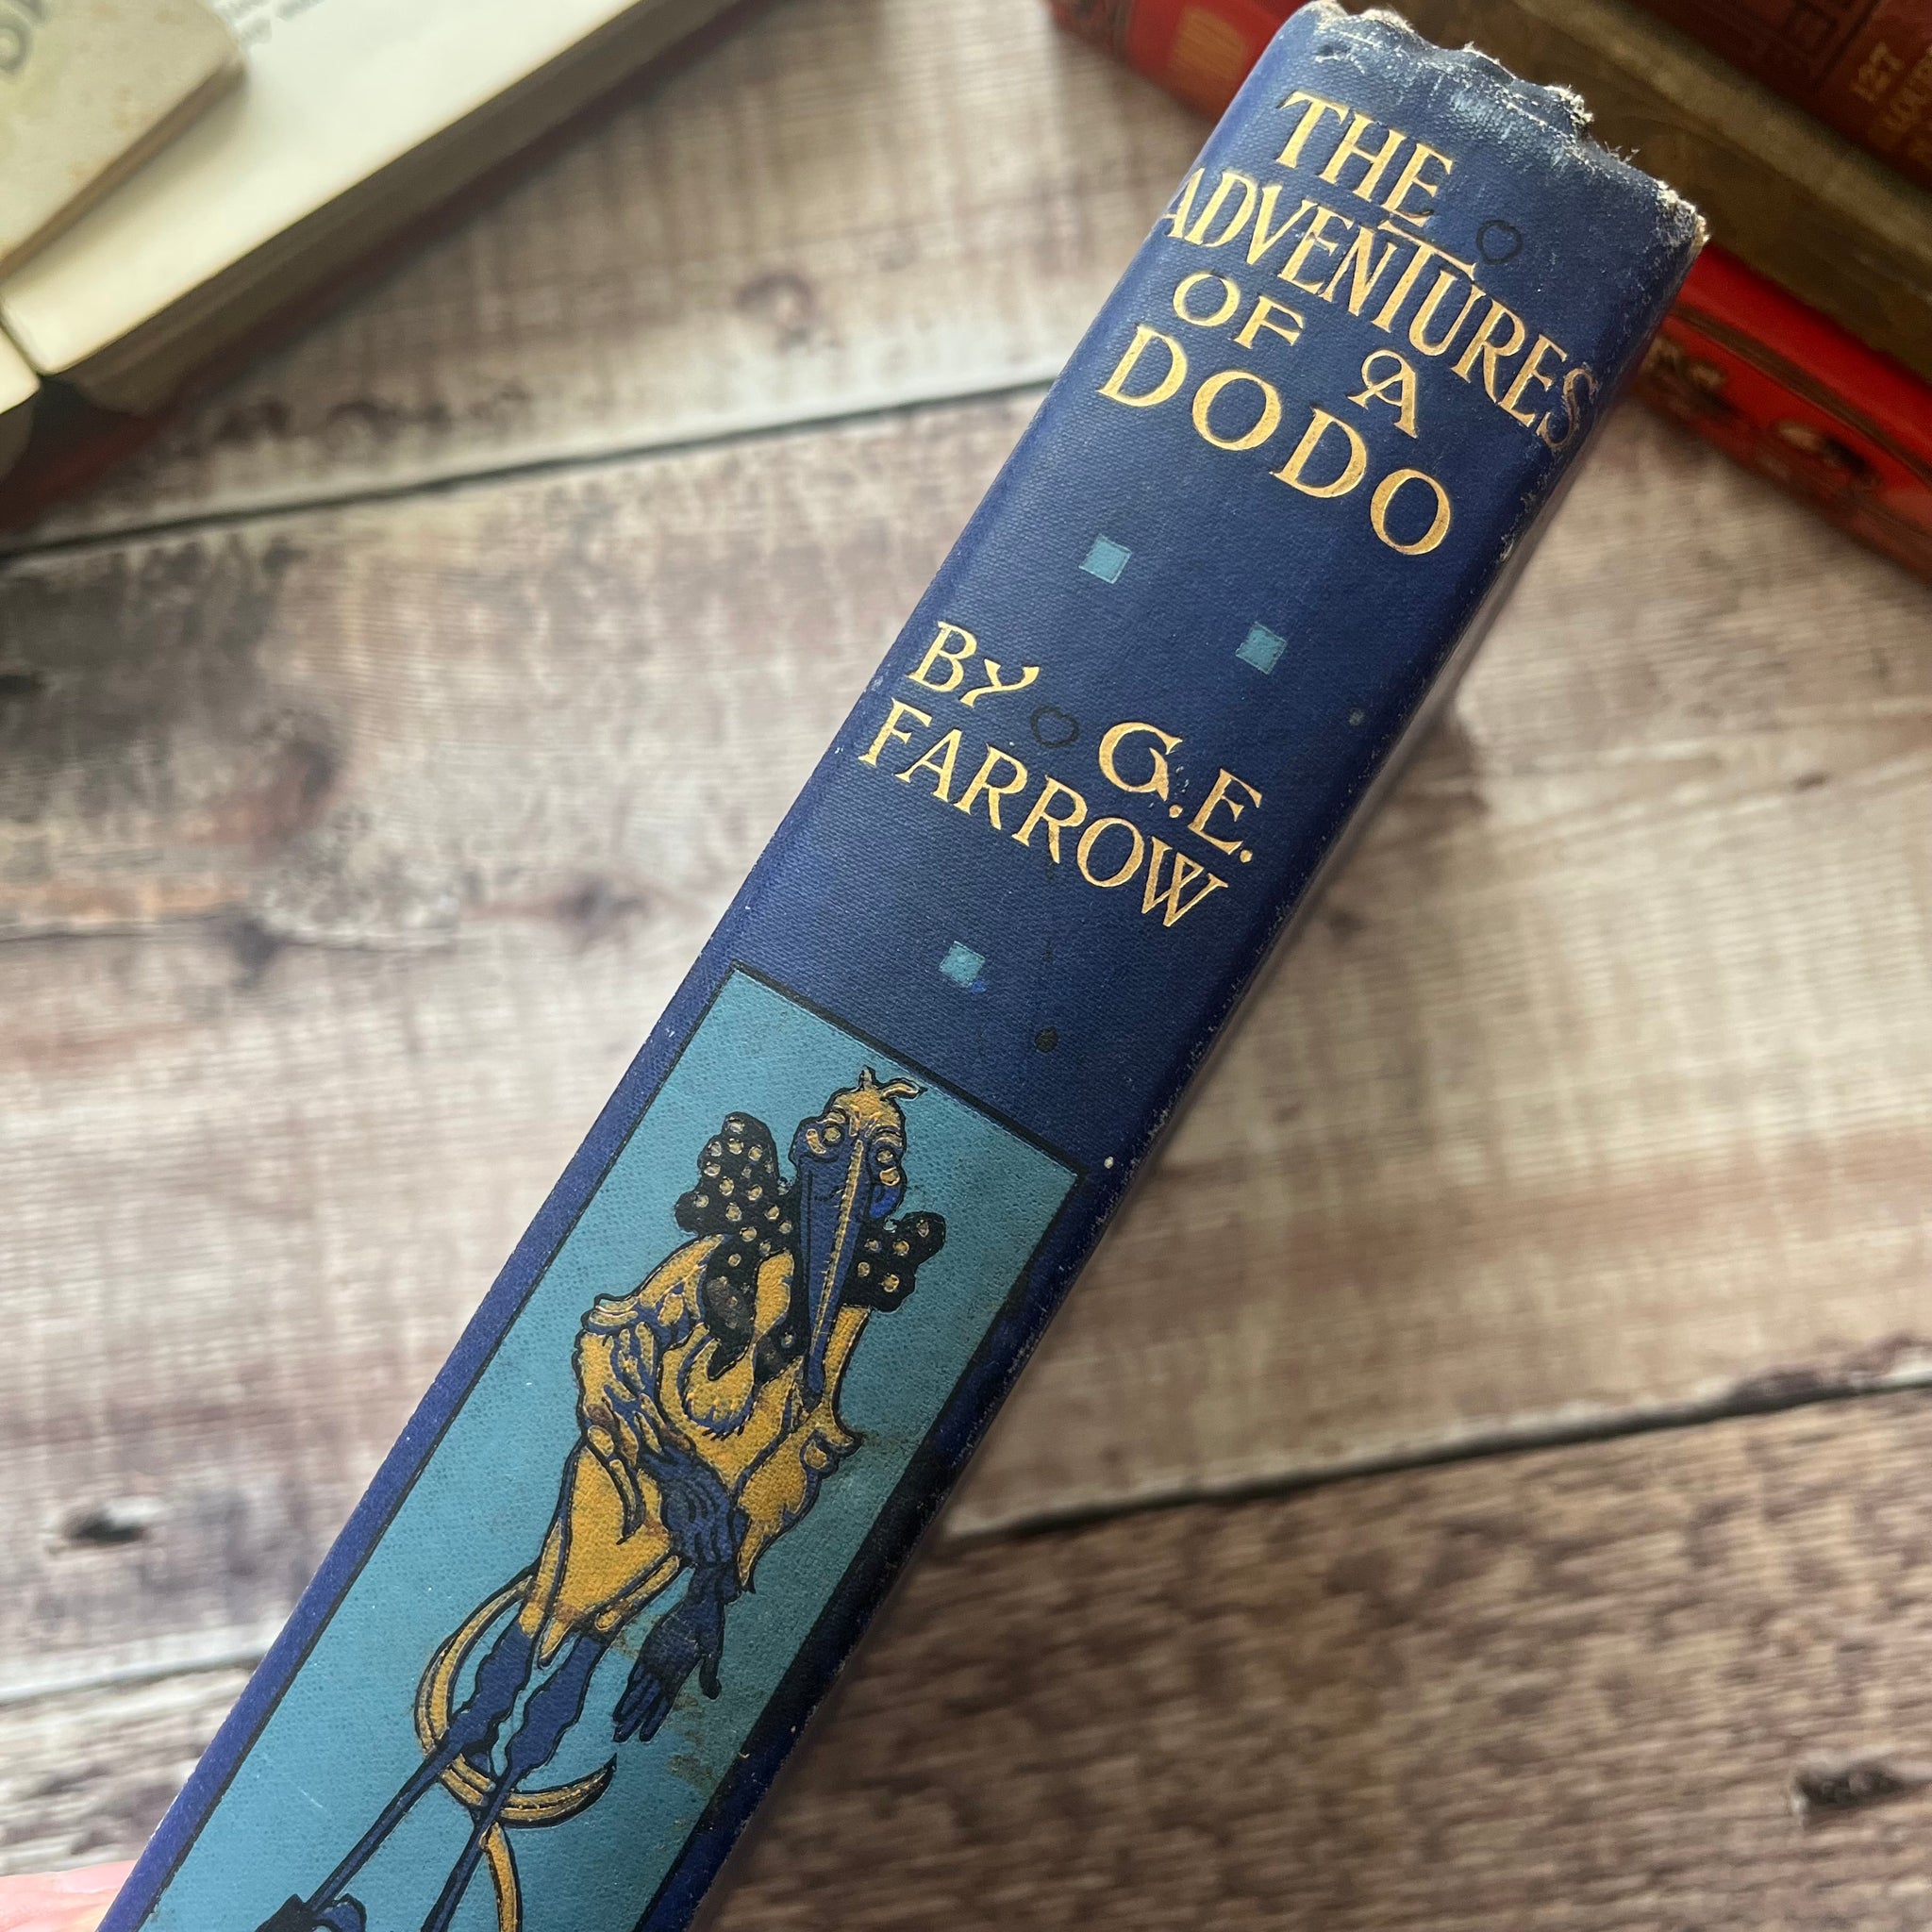 THE
ADVENTURES
OF A
DODO
BY G.E.
FARROW